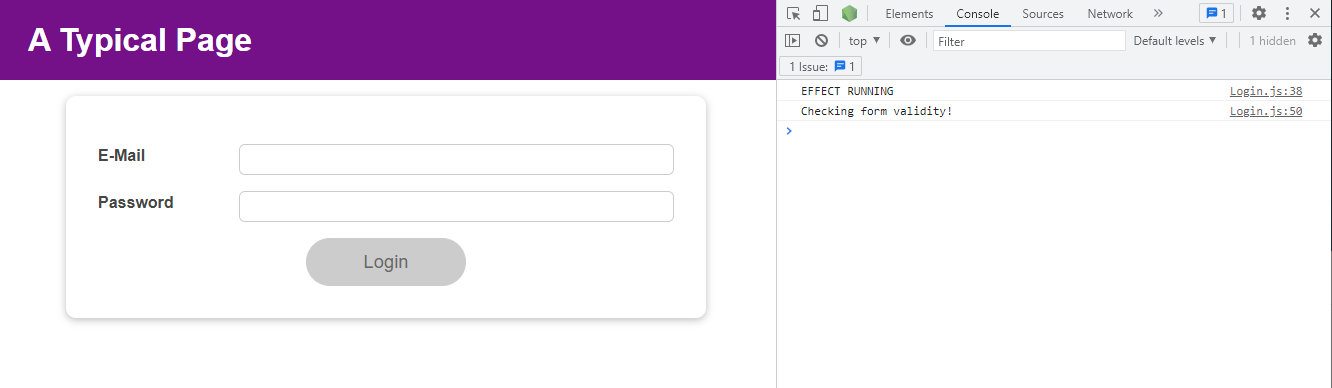 A Typical Page
E-Mail
Password
Login
Elements Console Sources Network » 1
top ▼ Filter Default levels ▼ 1 hidden
1 Issue: 1
EFFECT RUNNING Login.js:38
Checking form validity! Login.js:50
>